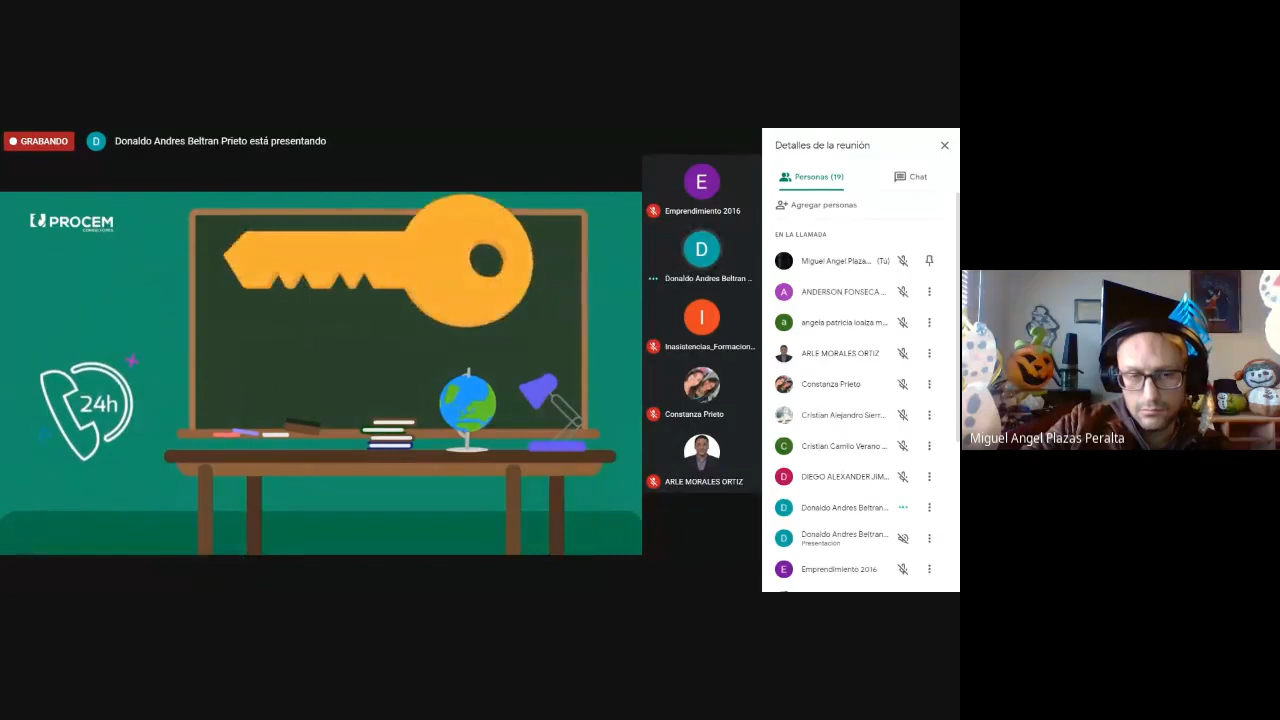 GRABANDO
D
Donaldo Andres Beltran Prieto está presentando
PROCEM
24h
E
Emprendimiento 2016
D
Donaldo Andres Beltran ...
I
Inasistencias_Formacion...
Constanza Prieto
ARLE MORALES ORTIZ
Detalles de la reunión
Personas (19)
Chat
Agregar personas
EN LA LLAMADA
Miguel Angel Plaza... (Tú)
A ANDERSON FONSECA ...
a angela patricia loaiza m...
ARLE MORALES ORTIZ
Constanza Prieto
Cristian Alejandro Sierr...
C Cristian Camilo Verano ...
D DIEGO ALEXANDER JIM...
D Donaldo Andres Beltran...
D Donaldo Andres Beltran...
Presentación
E Emprendimiento 2016
Miguel Angel Plazas Peralta